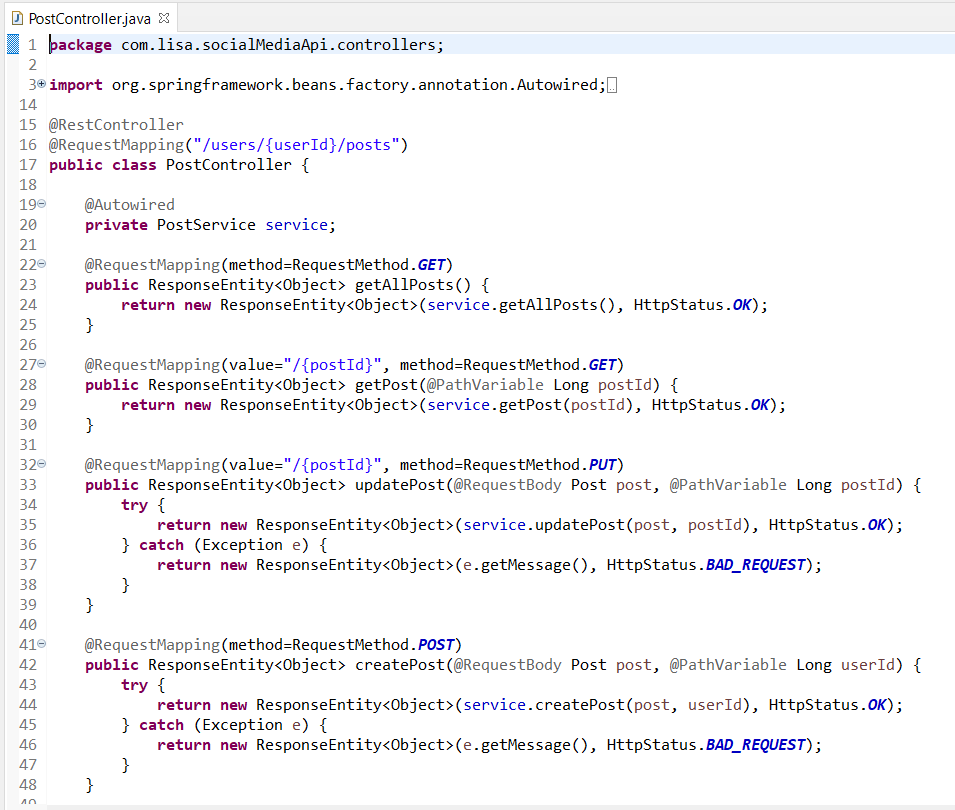 PostController.java
1 package com.lisa.socialMediaApi.controllers;
2
3 import org.springframework.beans.factory.annotation.Autowired;
14
15 @RestController
16 @RequestMapping("/users/{userId}/posts")
17 public class PostController {
18
19     @Autowired
20     private PostService service;
21
22     @RequestMapping(method=RequestMethod.GET)
23     public ResponseEntity<Object> getAllPosts() {
24         return new ResponseEntity<Object>(service.getAllPosts(), HttpStatus.OK);
25     }
26
27     @RequestMapping(value="/{postId}", method=RequestMethod.GET)
28     public ResponseEntity<Object> getPost(@PathVariable Long postId) {
29         return new ResponseEntity<Object>(service.getPost(postId), HttpStatus.OK);
30     }
31
32     @RequestMapping(value="/{postId}", method=RequestMethod.PUT)
33     public ResponseEntity<Object> updatePost(@RequestBody Post post, @PathVariable Long postId) {
34         try {
35             return new ResponseEntity<Object>(service.updatePost(post, postId), HttpStatus.OK);
36         } catch (Exception e) {
37             return new ResponseEntity<Object>(e.getMessage(), HttpStatus.BAD_REQUEST);
38         }
39     }
40
41     @RequestMapping(method=RequestMethod.POST)
42     public ResponseEntity<Object> createPost(@RequestBody Post post, @PathVariable Long userId) {
43         try {
44             return new ResponseEntity<Object>(service.createPost(post, userId), HttpStatus.OK);
45         } catch (Exception e) {
46             return new ResponseEntity<Object>(e.getMessage(), HttpStatus.BAD_REQUEST);
47         }
48     }